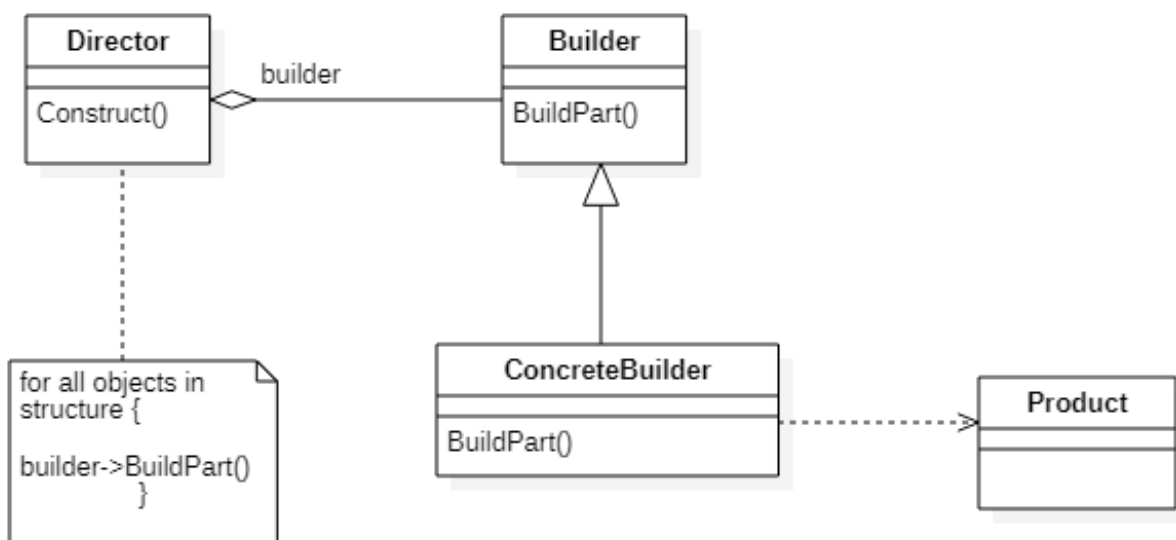 Director
Construct()
builder
Builder
BuildPart()
for all objects in
structure {
builder->BuildPart()
}
ConcreteBuilder
BuildPart()
Product